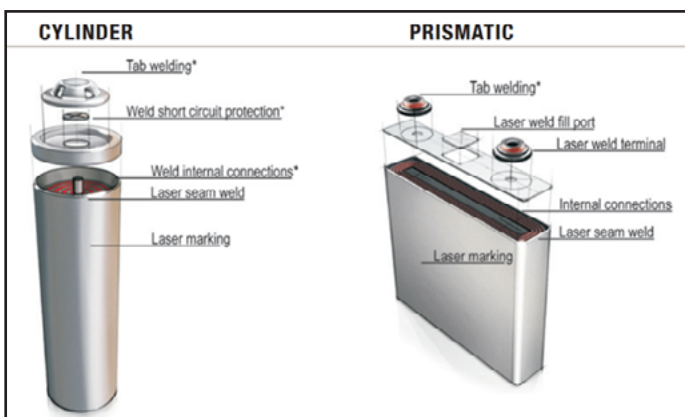 CYLINDER
Tab welding*
Weld short circuit protection*
Weld internal connections*
Laser seam weld
Laser marking
PRISMATIC
Tab welding*
Laser weld fill port
Laser weld terminal
Internal connections
Laser seam weld
Laser marking